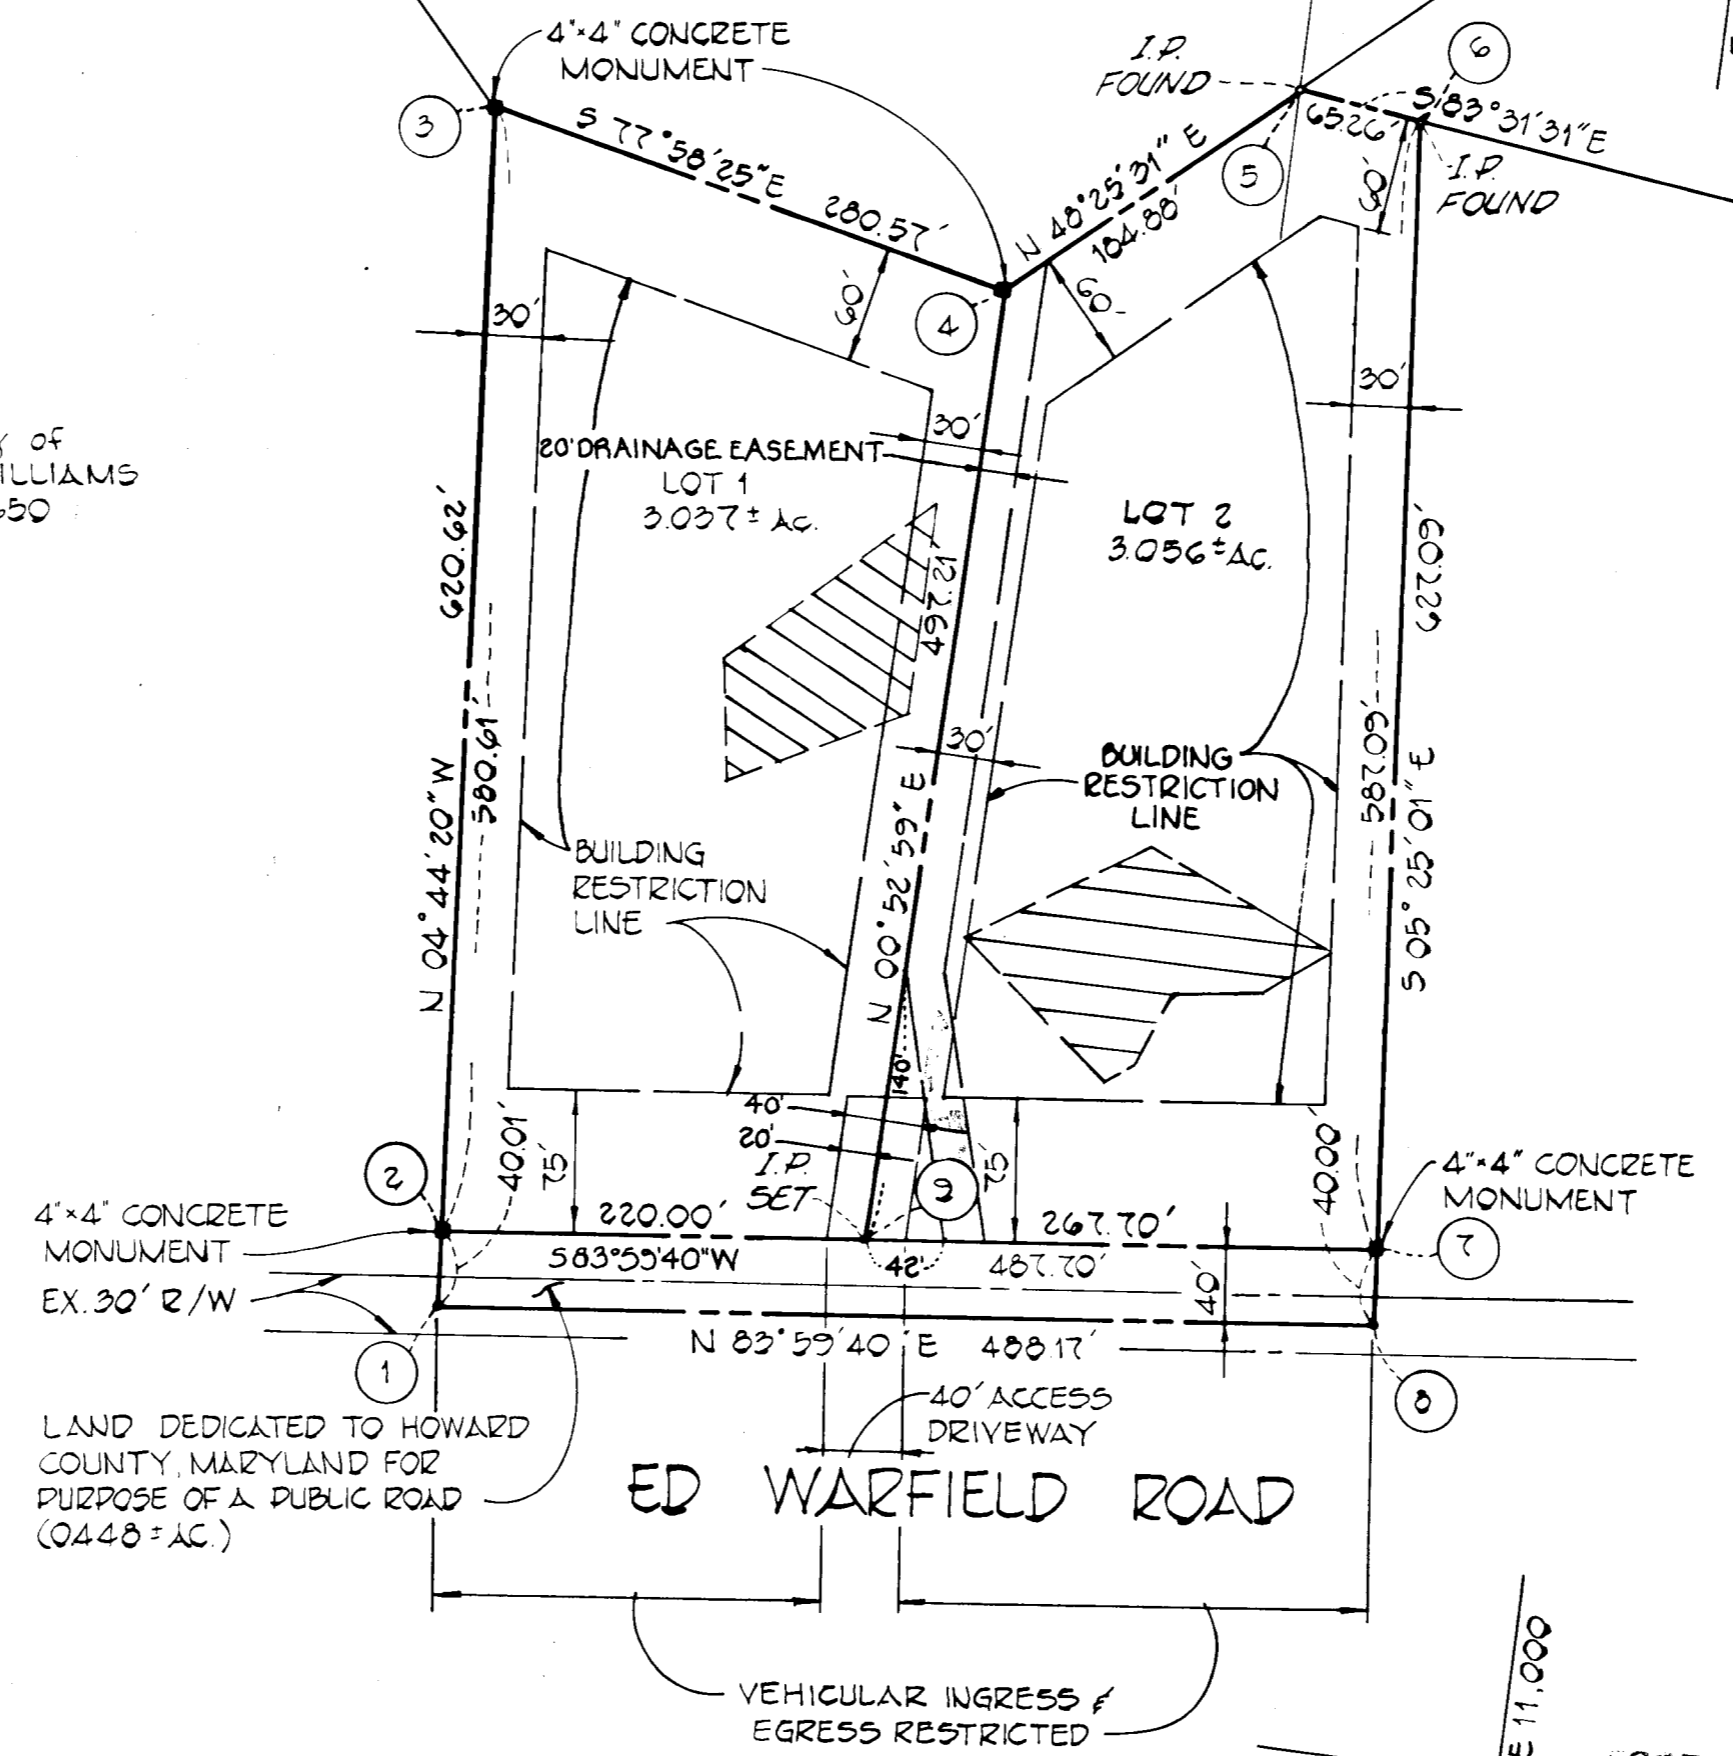 4"×4" CONCRETE
MONUMENT
I.P.
FOUND
6
3
S 77°58'25"E
280.57'
N 48°25'31" E
184.88'
5
65.26'
S 83°31'31"E
I.P.
FOUND
60'
60'
60'
4
30'
30'
30'
20' DRAINAGE EASEMENT
LOT 1
3.037± AC.
LOT 2
3.056± AC.
of
ILLIAMS
620.62'
497.21
627.09'
580.61'
587.09'
N 04°44'20"W
N 00°52'59" E
S 05°25'01" E
30'
BUILDING
RESTRICTION
LINE
BUILDING
RESTRICTION
LINE
140'
40'
20'
I.P.
SET
9
2
40.01'
75'
75'
40.00'
4"×4" CONCRETE
MONUMENT
4"×4" CONCRETE
MONUMENT
220.00'
267.70'
7
S83°59'40"W
42'
487.70'
40'
EX. 30' R/W
N 83°59'40 E 488.17'
1
8
40' ACCESS
DRIVEWAY
LAND DEDICATED TO HOWARD
COUNTY, MARYLAND FOR
PURPOSE OF A PUBLIC ROAD
(0.448± AC.)
ED WARFIELD ROAD
VEHICULAR INGRESS &
EGRESS RESTRICTED
E 11,000